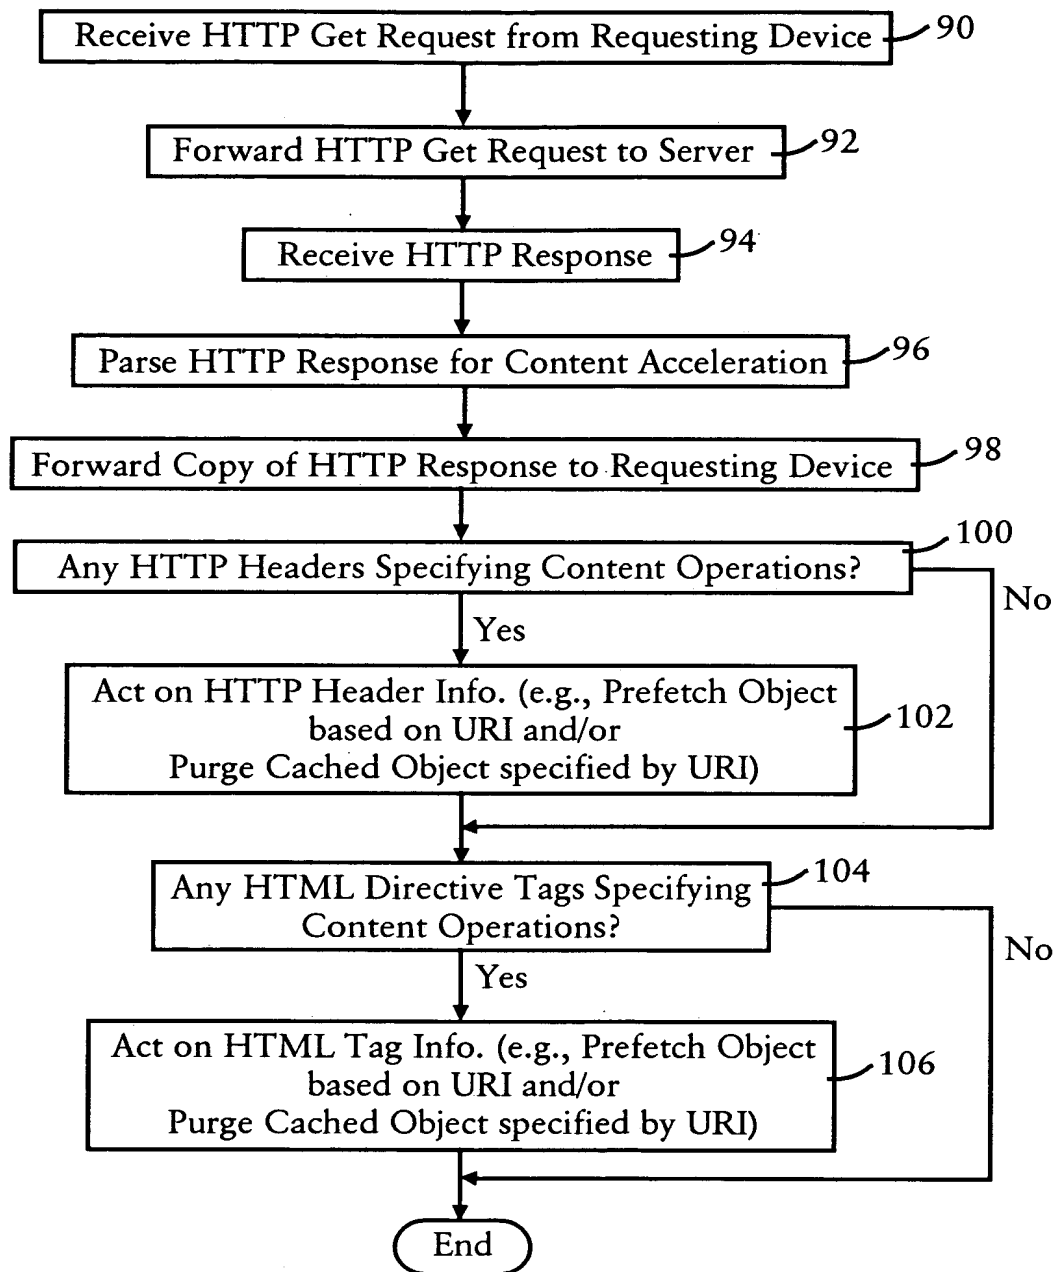 Receive HTTP Get Request from Requesting Device
90
Forward HTTP Get Request to Server
92
Receive HTTP Response
94
Parse HTTP Response for Content Acceleration
96
Forward Copy of HTTP Response to Requesting Device
98
Any HTTP Headers Specifying Content Operations?
100
No
Yes
Act on HTTP Header Info. (e.g., Prefetch Object
based on URI and/or
Purge Cached Object specified by URI)
102
Any HTML Directive Tags Specifying
Content Operations?
104
No
Yes
Act on HTML Tag Info. (e.g., Prefetch Object
based on URI and/or
Purge Cached Object specified by URI)
106
End